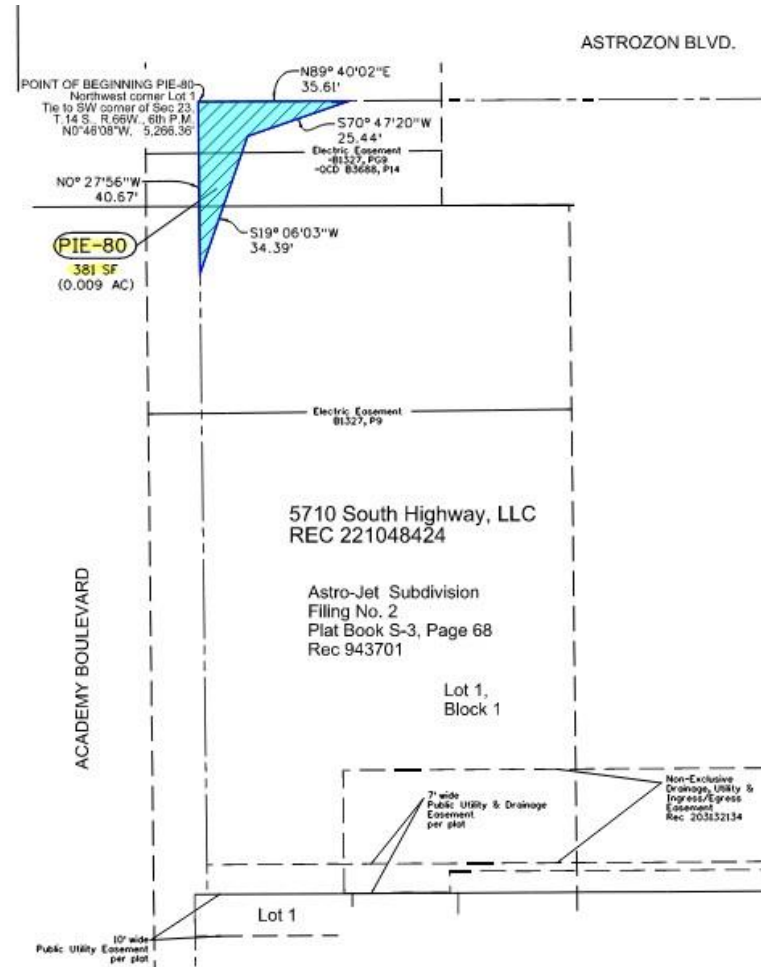 ASTROZON BLVD.
POINT OF BEGINNING PIE-80
Northwest corner Lot 1
Tie to SW corner of Sec 23,
T.14 S., R.66W., 6th P.M.
N0°46'08"W, 5,266.36'
N89° 40'02"E
35.61'
S70° 47'20"W
25.44'
Electric Easement
-B1327, PG9
-QCD B3688, P14
N0° 27'56"W
40.67'
S19° 06'03"W
34.39'
PIE-80
381 SF
(0.009 AC)
Electric Easement
B1327, P9
5710 South Highway, LLC
REC 221048424
Astro-Jet Subdivision
Filing No. 2
Plat Book S-3, Page 68
Rec 943701
Lot 1,
Block 1
ACADEMY BOULEVARD
7' wide
Public Utility & Drainage
Easement
per plat
Non-Exclusive
Drainage, Utility &
Ingress/Egress
Easement
Rec 203132134
Lot 1
10' wide
Public Utility Easement
per plat